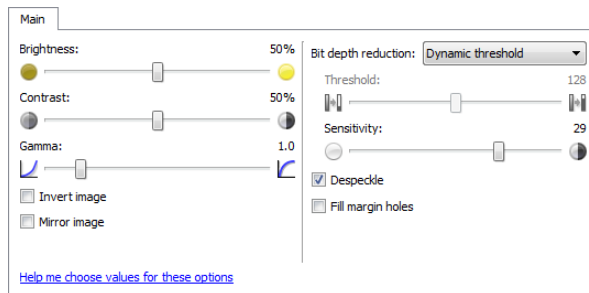 Main
Brightness: 50%
Contrast: 50%
Gamma: 1.0
Invert image
Mirror image
Help me choose values for these options
Bit depth reduction: Dynamic threshold
Threshold: 128
Sensitivity: 29
Despeckle
Fill margin holes